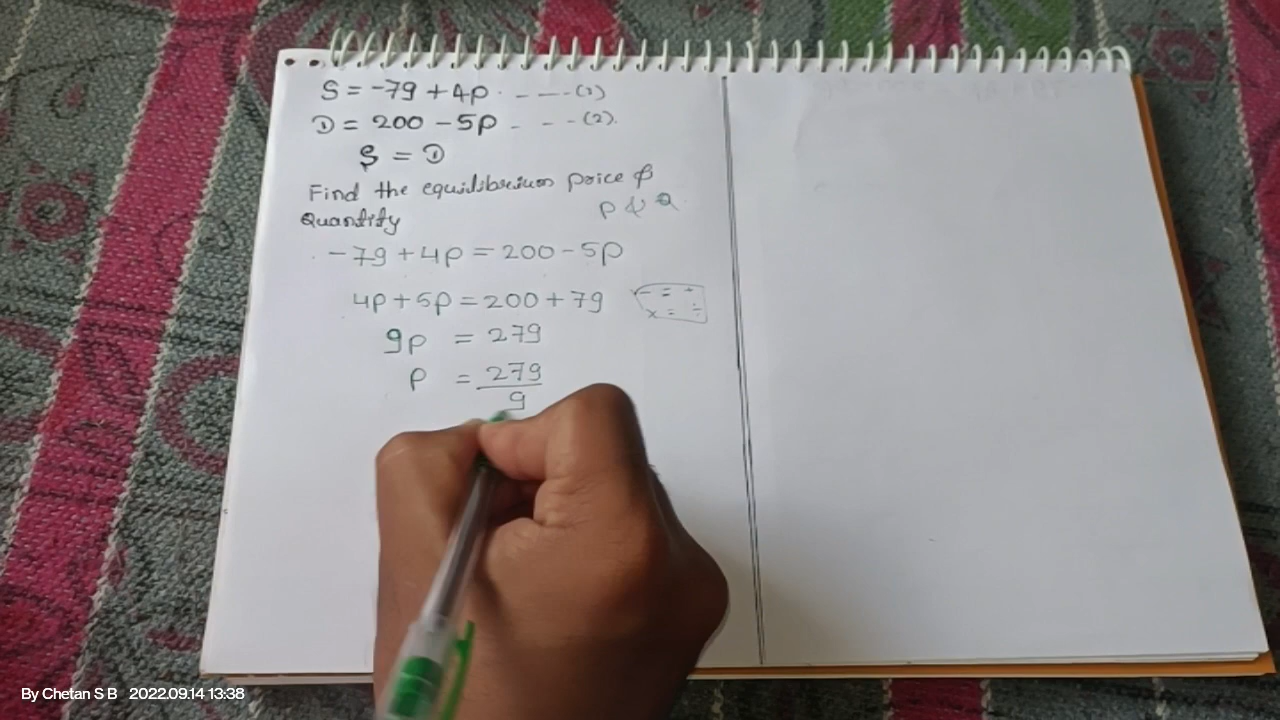 S = -79 + 4P - - - - (1)
D = 200 - 5P - - - - (2).
S = D
Find the equilibrium price &
Quantity P & Q.
-79 + 4P = 200 - 5P
4P + 5P = 200 + 79
- = +
x = ÷
9P = 279
P = 279
9
By Chetan S B 2022.09.14 13:38